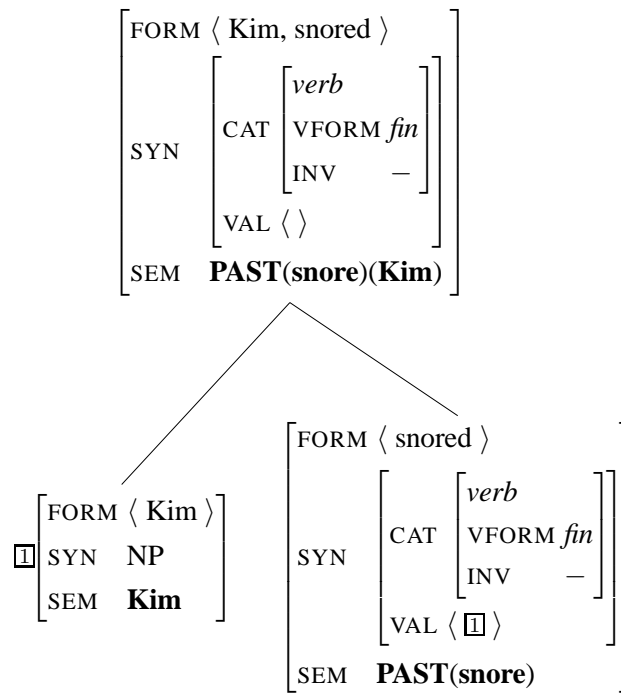 FORM ⟨ Kim, snored ⟩
verb
CAT VFORM fin
SYN INV −
VAL ⟨ ⟩
SEM PAST(snore)(Kim)
FORM ⟨ snored ⟩
verb
FORM ⟨ Kim ⟩
CAT VFORM fin
1 SYN NP
SYN INV −
SEM Kim
VAL ⟨ 1 ⟩
SEM PAST(snore)